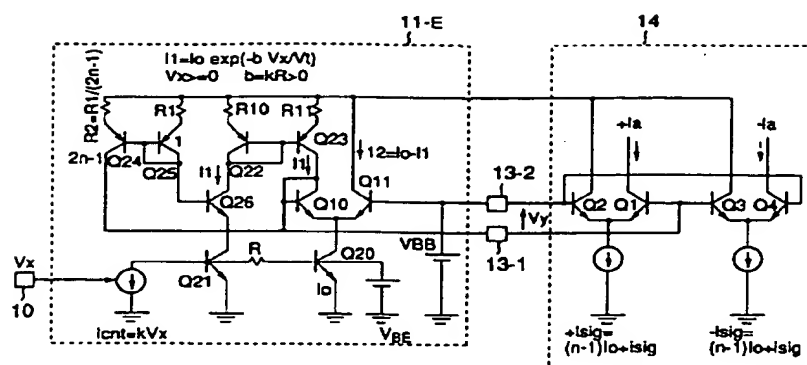 11-E
14
I1=Io exp(-b Vx/Vt)
Vx>=0 b=kR>0
R2=R1/(2n-1)
R1
R10
R11
+Ia
-Ia
1
Q23
2n-1
Q24
Q25
I1
Q22
I1
I2=Io-I1
13-2
Q26
Q10
Q11
Q2
Q1
Q3
Q4
Vy
VBB
13-1
Vx
R
Q20
Q21
Io
10
Icnt=kVx
VBE
+Isig=
(n-1)Io+isig
-Isig=
(n-1)Io+isig